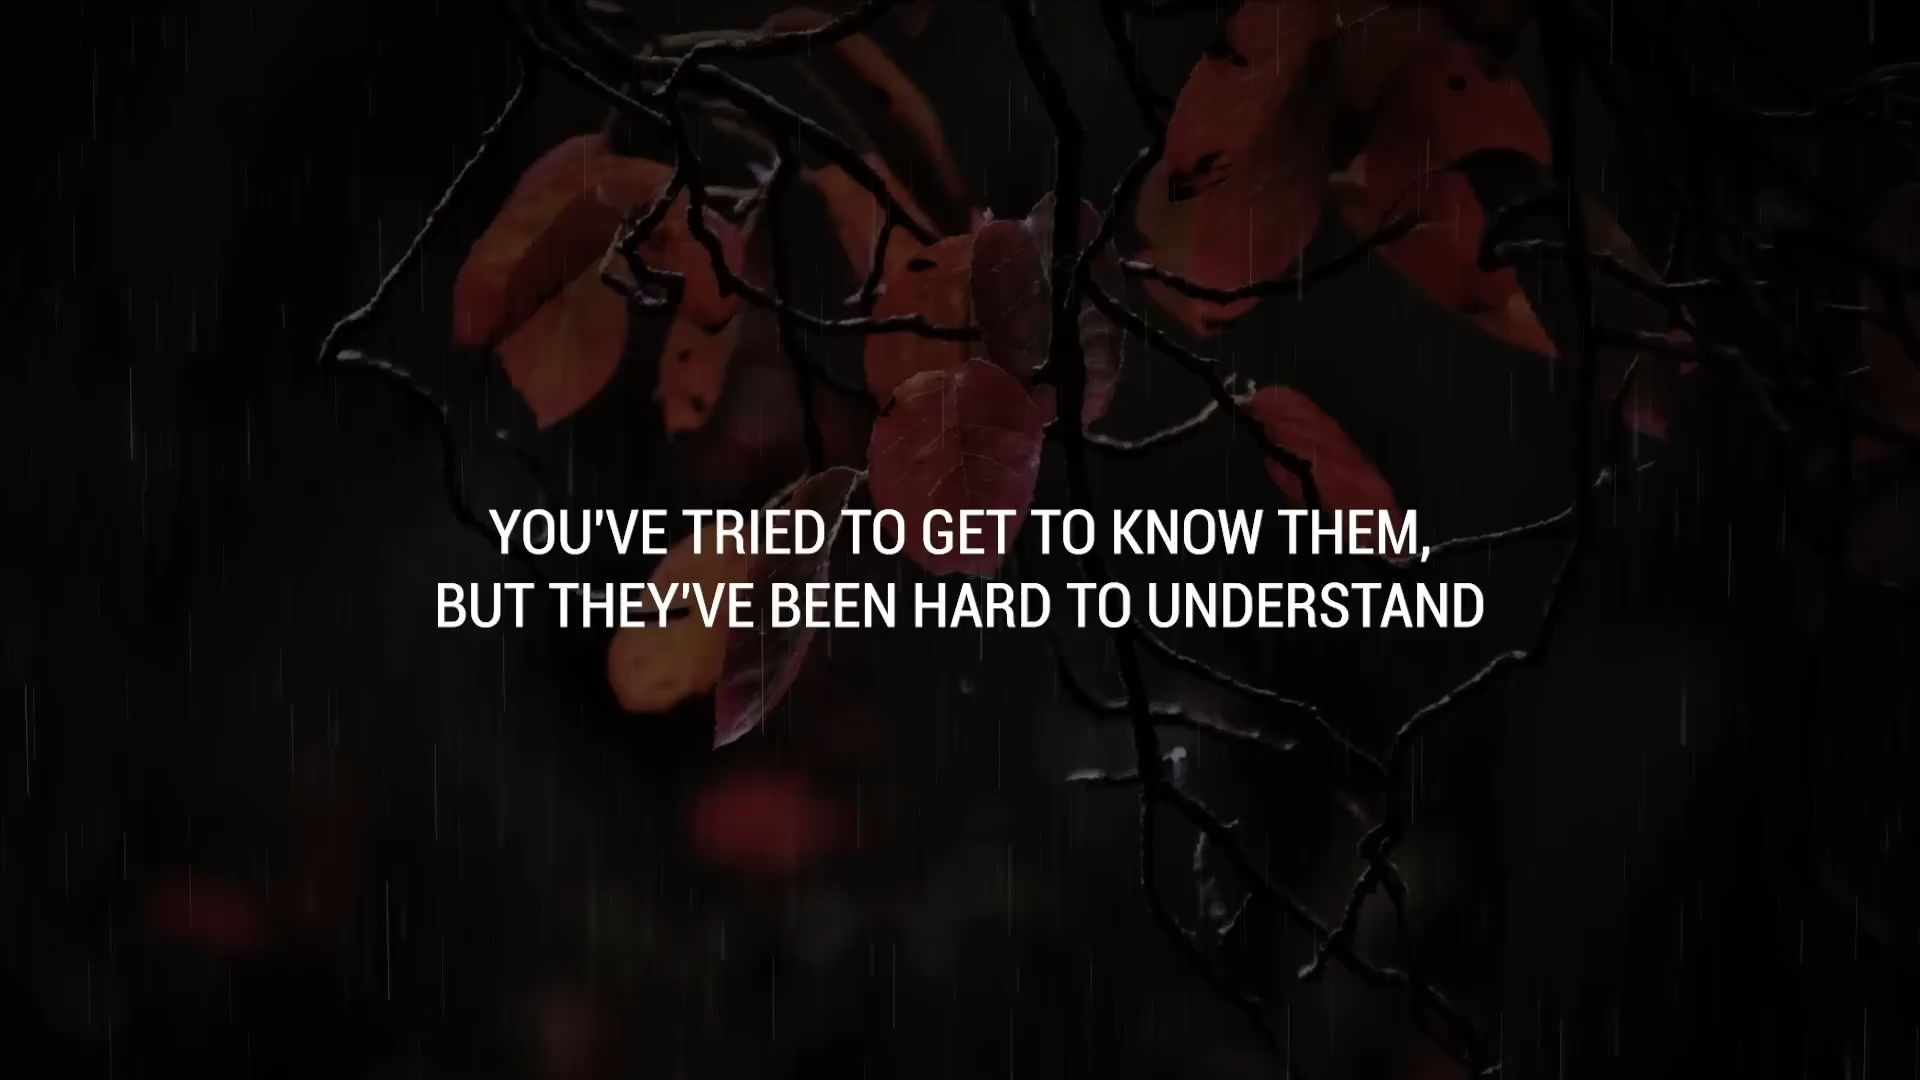 YOU'VE TRIED TO GET TO KNOW THEM,
BUT THEY'VE BEEN HARD TO UNDERSTAND